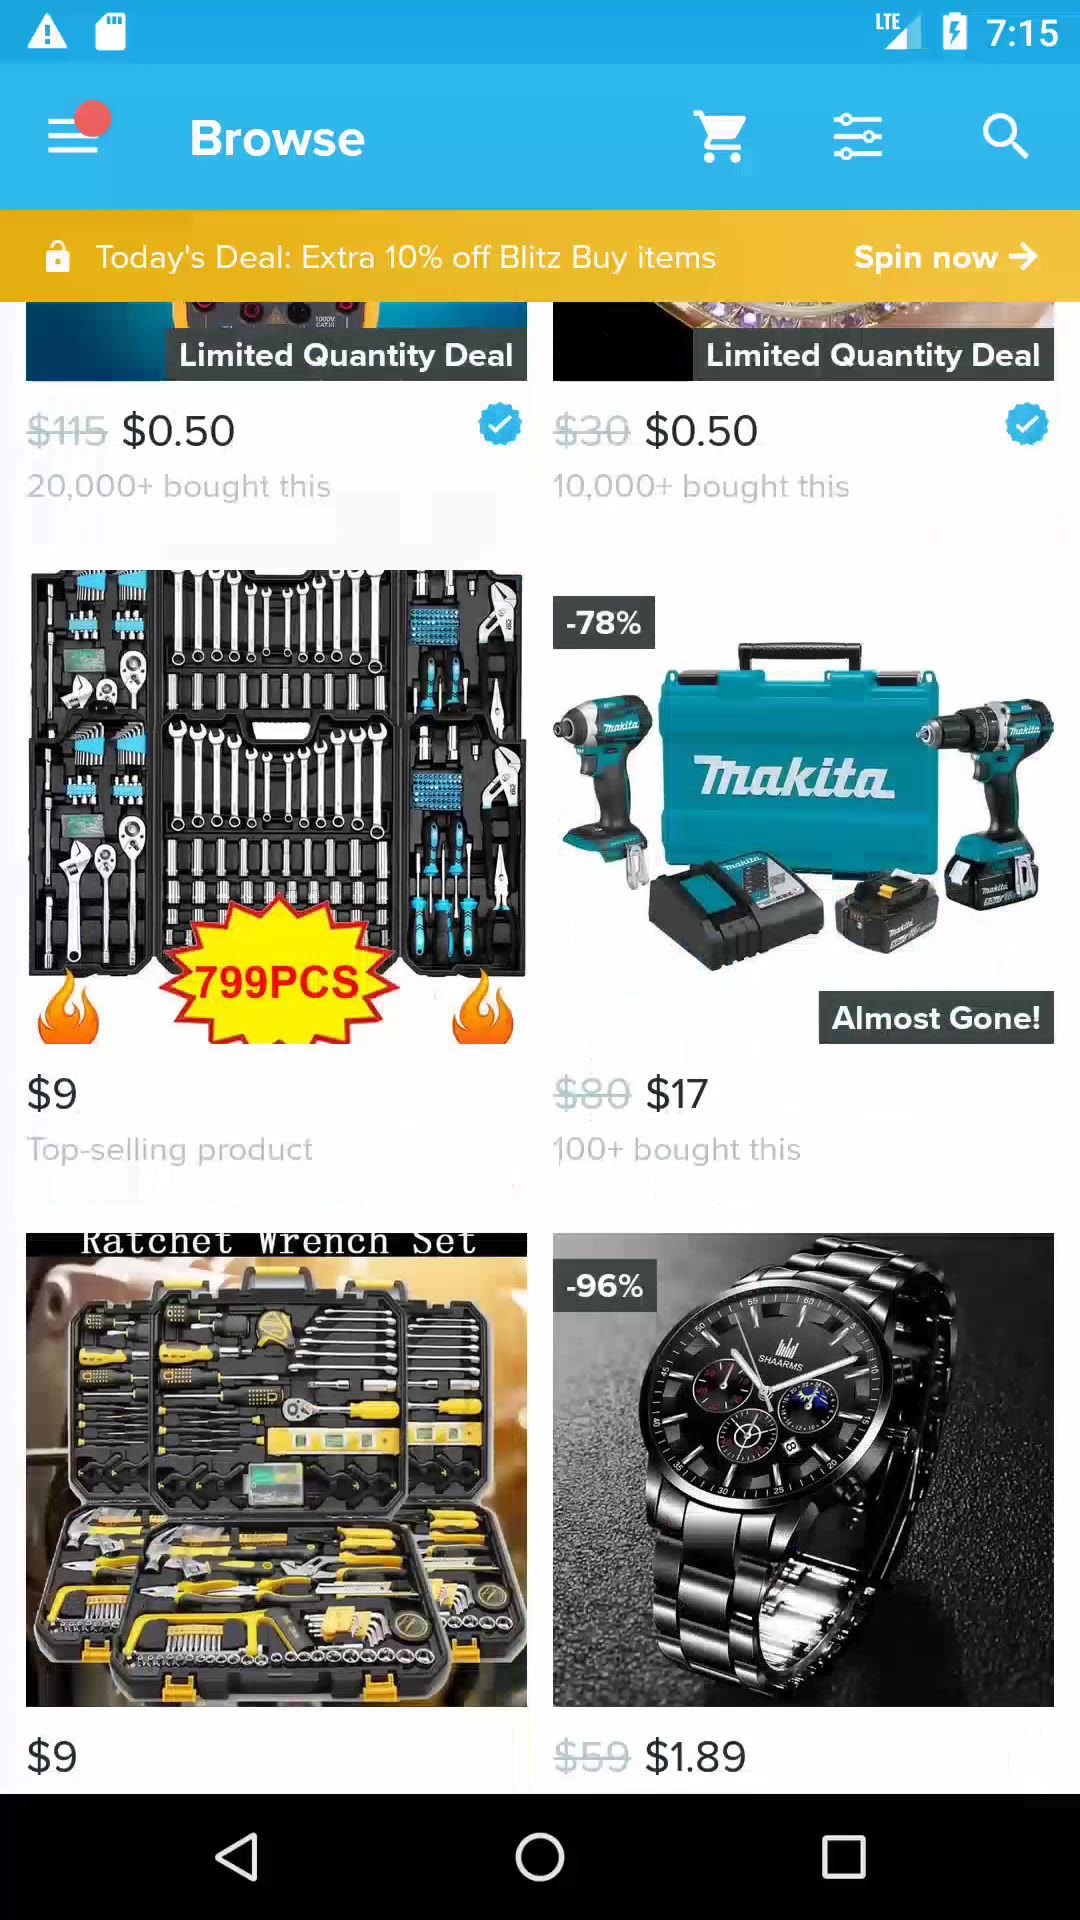 LTE 7:15
Browse
Today's Deal: Extra 10% off Blitz Buy items Spin now
1000V
Limited Quantity Deal
Limited Quantity Deal
$115 $0.50
20,000+ bought this
$30 $0.50
10,000+ bought this
799PCS
$9
Top-selling product
-78%
makita
Almost Gone!
$80 $17
100+ bought this
Ratchet Wrench Set
$9
-96%
SHAARMS
$59 $1.89